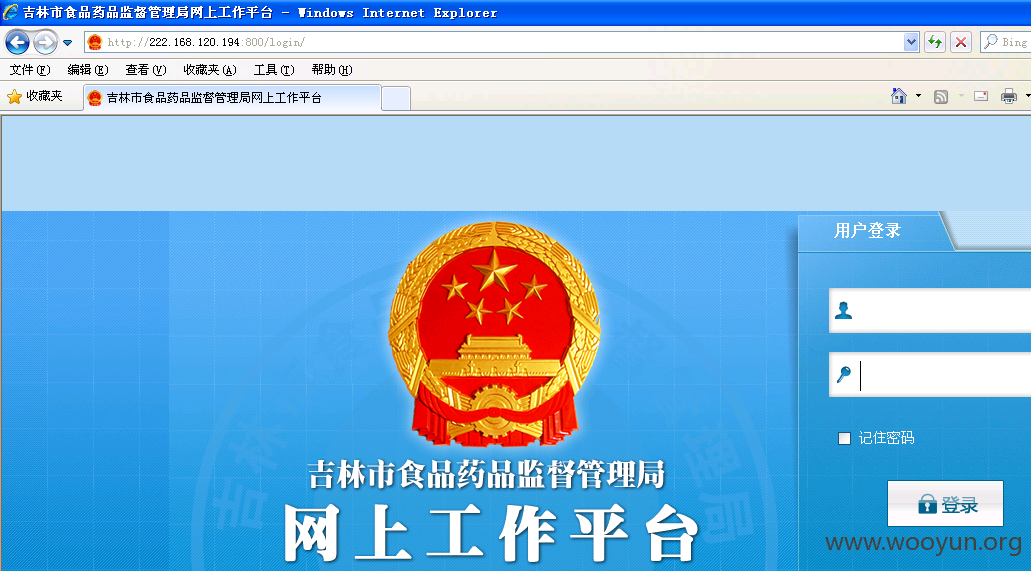 吉林市食品药品监督管理局网上工作平台 - Windows Internet Explorer
http://222.168.120.194:800/login/
Bing
文件(F) 编辑(E) 查看(V) 收藏夹(A) 工具(T) 帮助(H)
收藏夹 吉林市食品药品监督管理局网上工作平台
用户登录
记住密码
吉林市食品药品监督管理局
网上工作平台
登录
www.wooyun.org